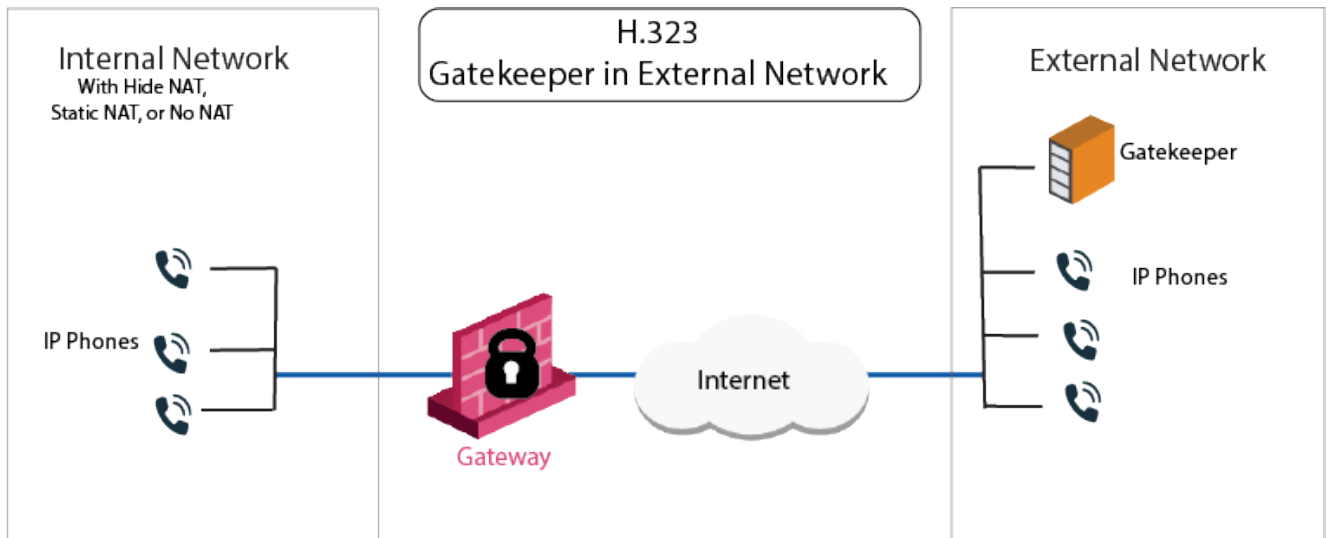 Internal Network
With Hide NAT,
Static NAT, or No NAT
IP Phones
H.323
Gatekeeper in External Network
Gateway
Internet
External Network
Gatekeeper
IP Phones